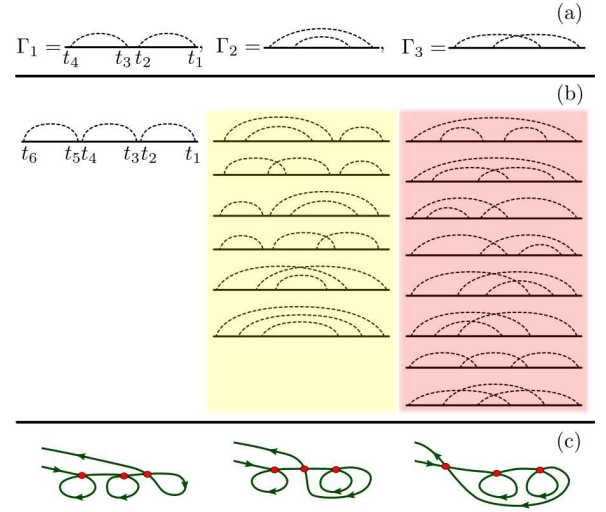 (a)
Γ₁ = , Γ₂ = , Γ₃ =
t₄ t₃ t₂ t₁
(b)
t₆ t₅ t₄ t₃ t₂ t₁
(c)